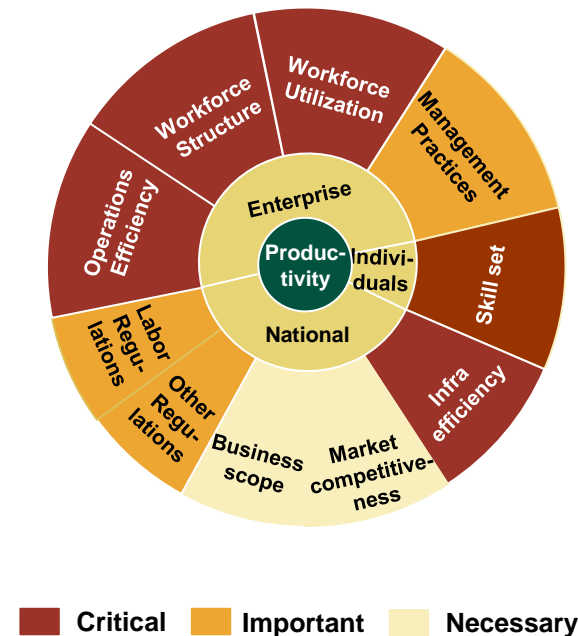 Workforce
Utilization
Workforce
Structure
Management
Practices
Operations
Efficiency
Enterprise
Produc-
tivity
Indivi-
duals
Skill set
National
Labor
Regu-
lations
Other
Regu-
lations
Business
scope
Market
competitive-
ness
Infra
efficiency
Critical
Important
Necessary